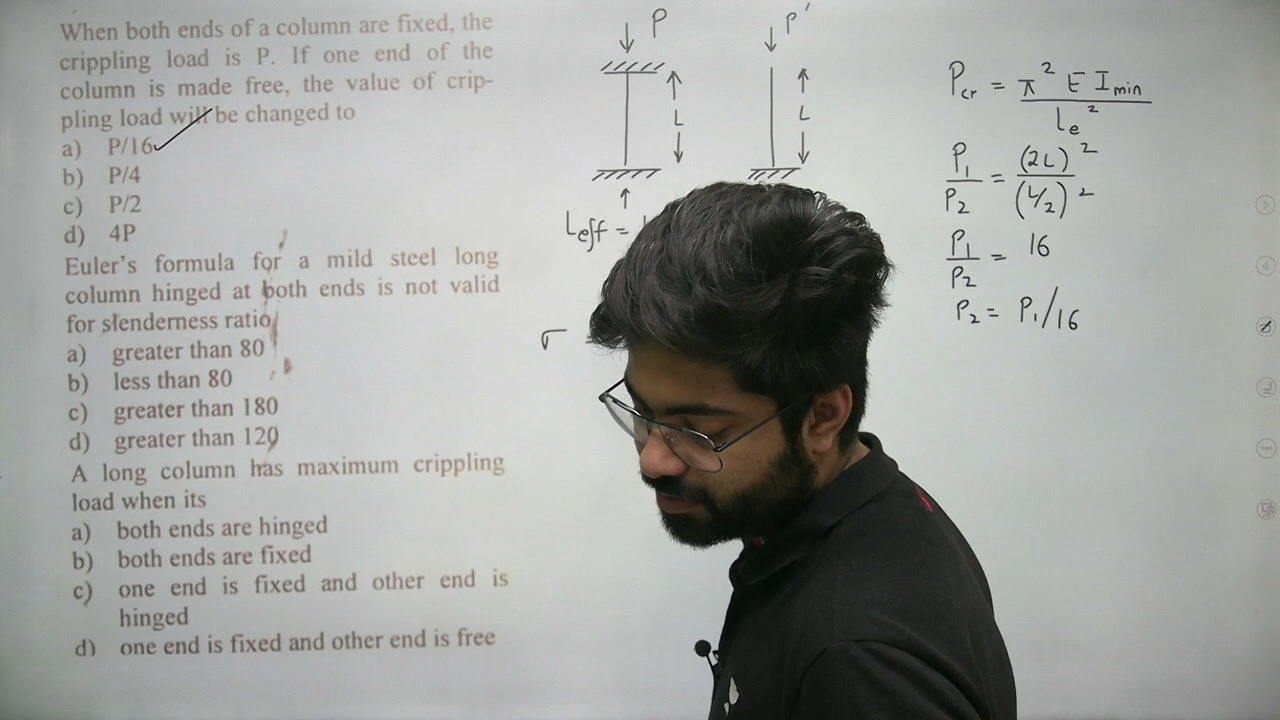 When both ends of a column are fixed, the
crippling load is P. If one end of the
column is made free, the value of crip-
pling load will be changed to
a) P/16
b) P/4
c) P/2
d) 4P
Euler's formula for a mild steel long
column hinged at both ends is not valid
for slenderness ratio
a) greater than 80
b) less than 80
c) greater than 180
d) greater than 120
A long column has maximum crippling
load when its
a) both ends are hinged
b) both ends are fixed
c) one end is fixed and other end is
hinged
d) one end is fixed and other end is free
P
L
Leff =
P'
L
σ
Pcr = π² E Imin / le²
P1/P2 = (2L)² / (L/2)²
P1/P2 = 16
P2 = P1/16